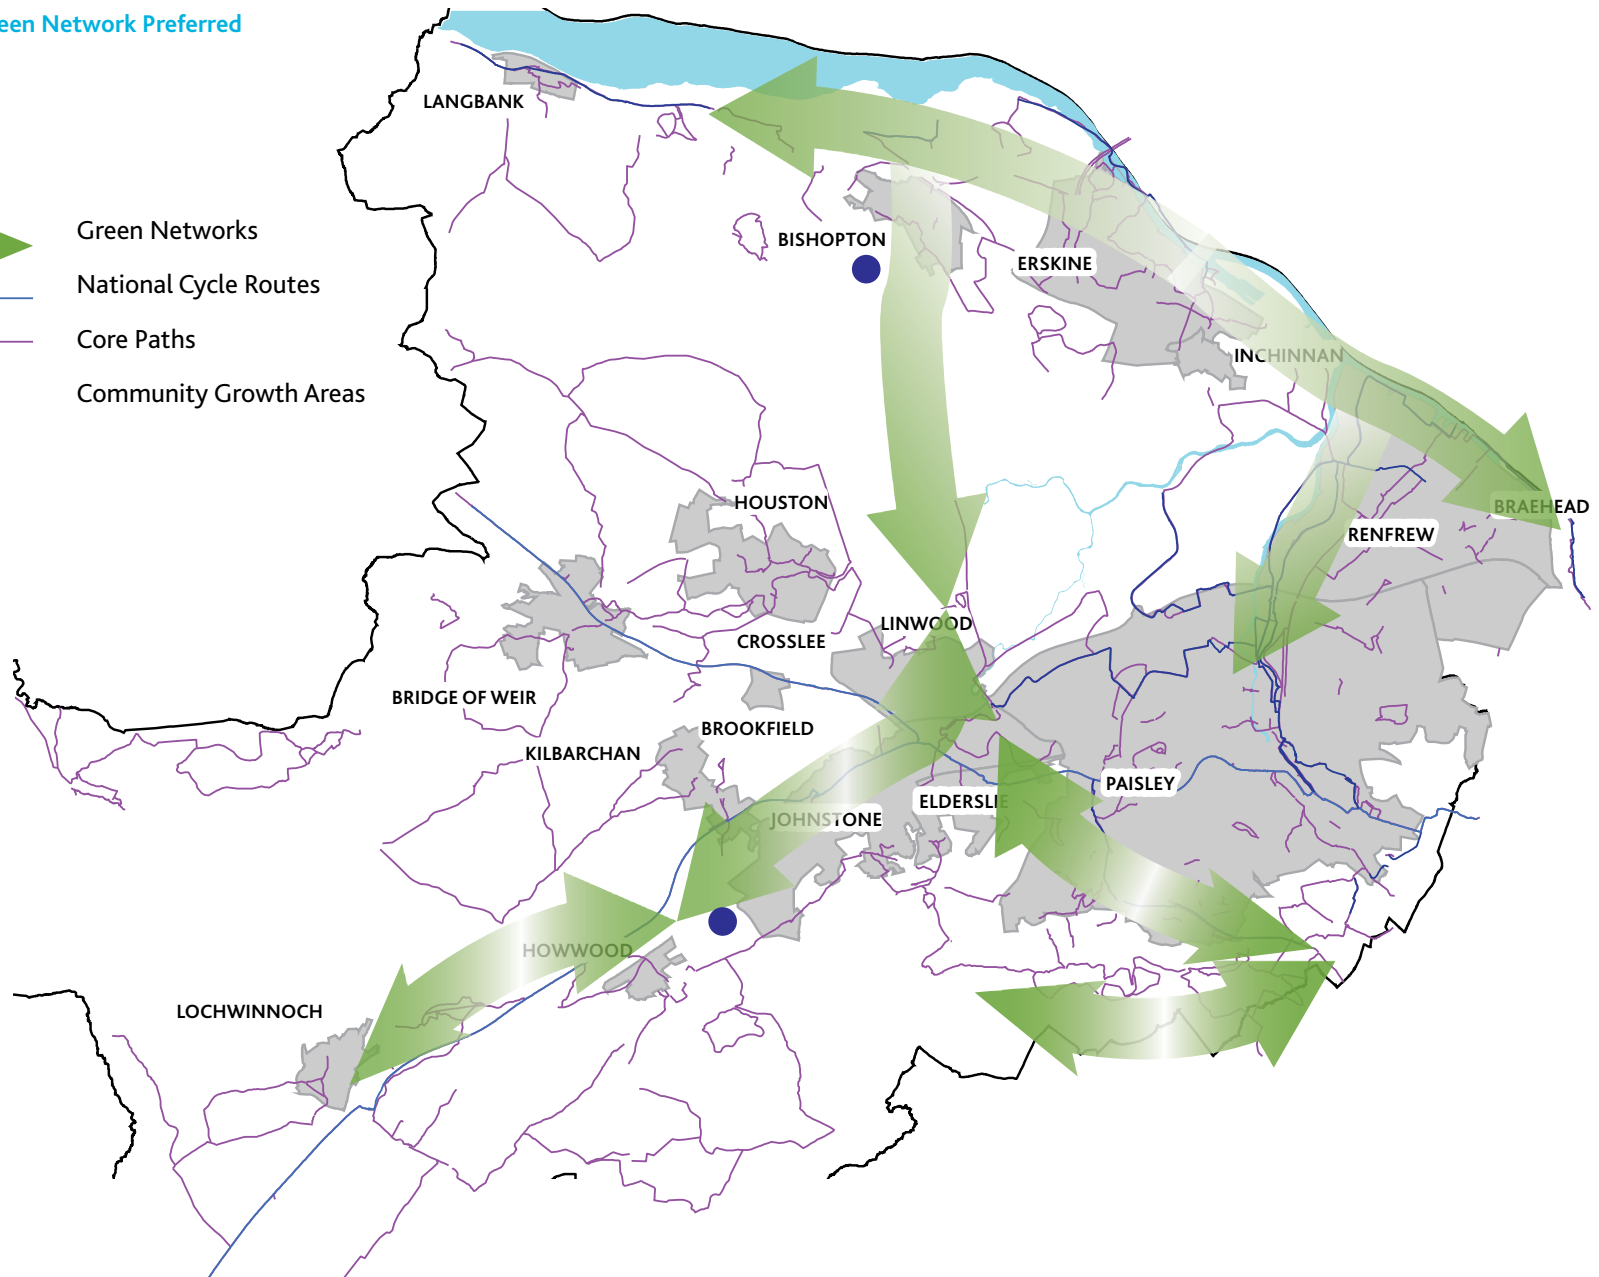 een Network Preferred
LANGBANK
Green Networks
BISHOPTON
ERSKINE
National Cycle Routes
Core Paths
INCHINNAN
Community Growth Areas
HOUSTON
BRAEHEAD
RENFREW
LINWOOD
CROSSLEE
BRIDGE OF WEIR
BROOKFIELD
KILBARCHAN
PAISLEY
ELDERSLIE
JOHNSTONE
HOWWOOD
LOCHWINNOCH